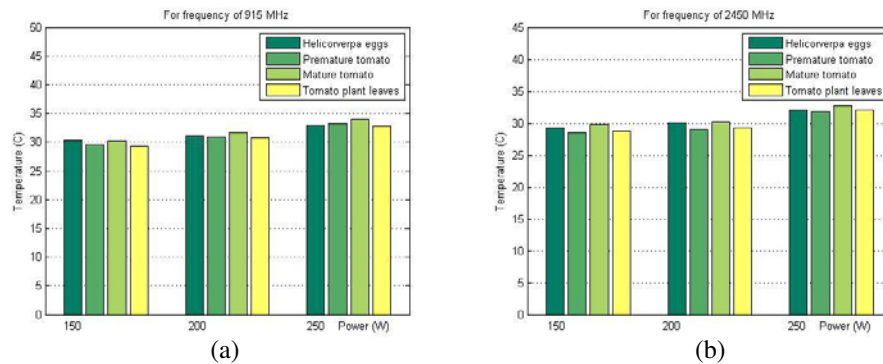 For frequency of 915 MHz
50
45
40
35
30
25
20
15
10
5
0
Temperature (C)
Helicorverpa eggs
Premature tomato
Mature tomato
Tomato plant leaves
150
200
250
Power (W)
(a)
For frequency of 2450 MHz
45
40
35
30
25
20
15
10
5
0
Temperature (C)
Helicorverpa eggs
Premature tomato
Mature tomato
Tomato plant leaves
150
200
250
Power (W)
(b)